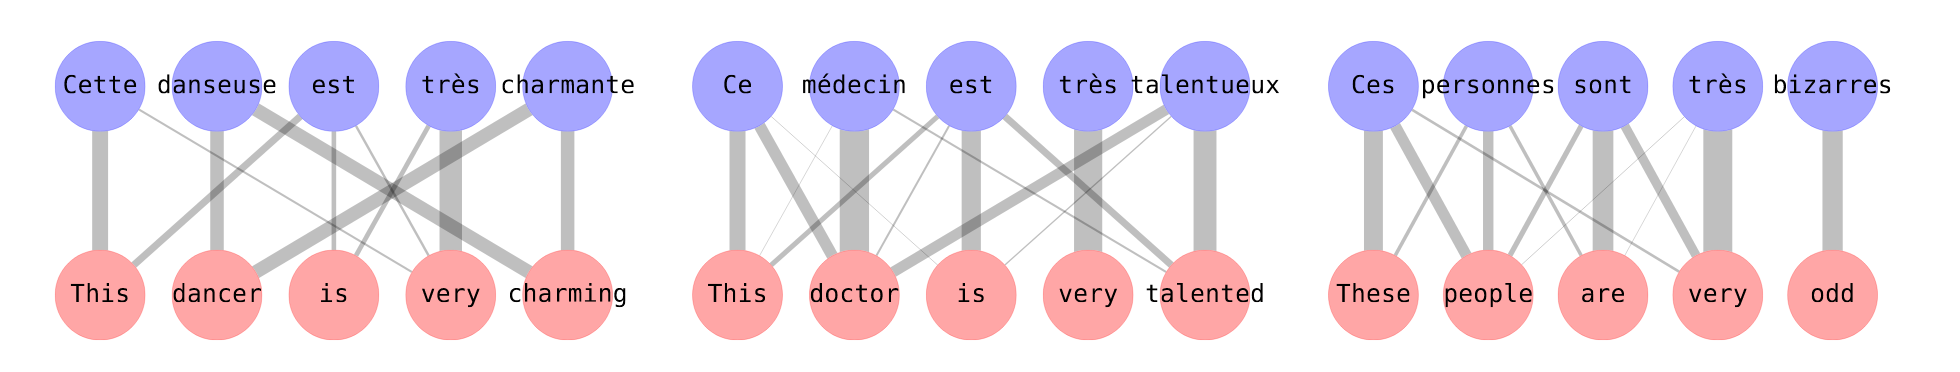 Cette danseuse est très charmante
This dancer is very charming
Ce médecin est très talentueux
This doctor is very talented
Ces personnes sont très bizarres
These people are very odd